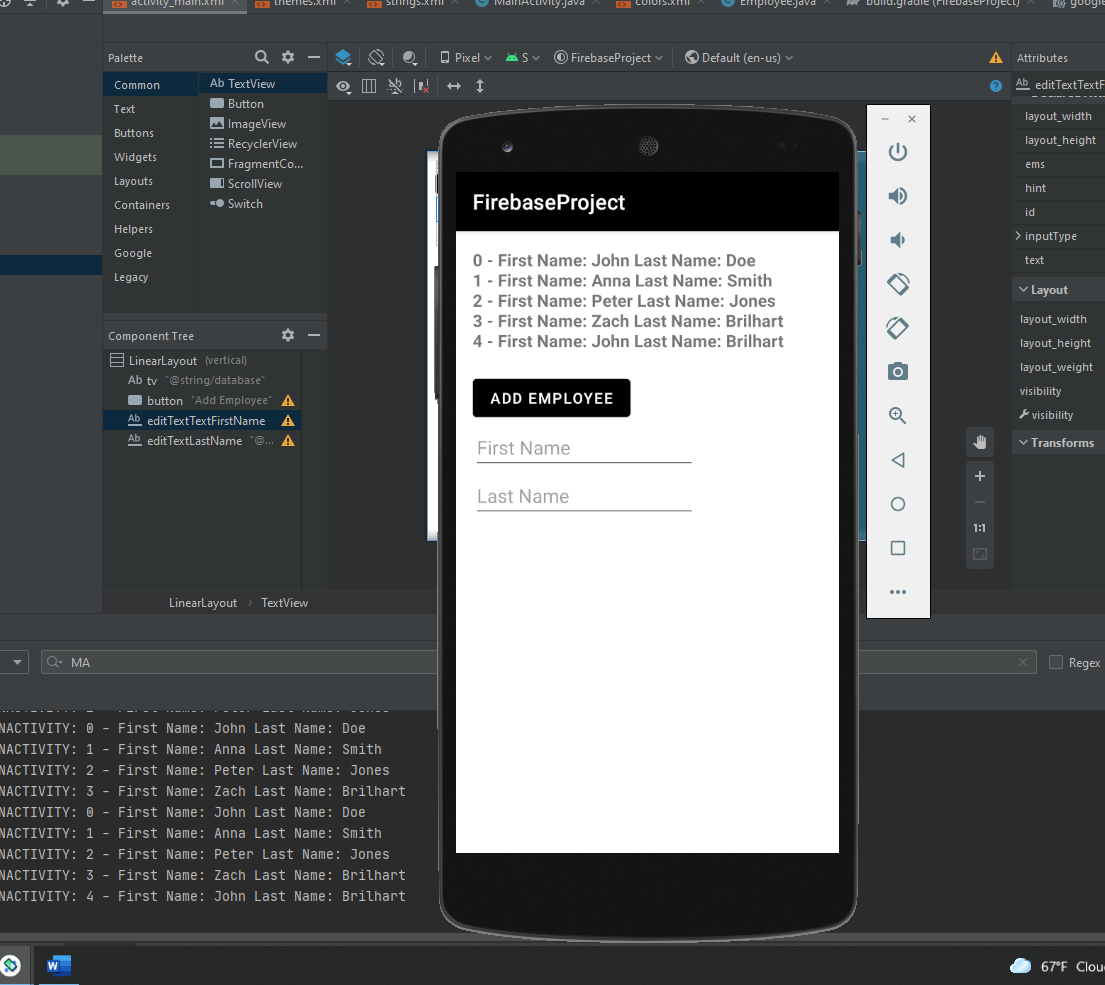 activity_main.xml
themes.xml
strings.xml
MainActivity.java
colors.xml
Employee.java
build.gradle (FirebaseProject)
google
Palette
Pixel
S
FirebaseProject
Default (en-us)
Attributes
Common
Text
Buttons
Widgets
Layouts
Containers
Helpers
Google
Legacy
Ab TextView
Button
ImageView
RecyclerView
FragmentCo...
ScrollView
Switch
Component Tree
LinearLayout (vertical)
Ab tv "@string/database"
button "Add Employee"
Ab editTextTextFirstName
Ab editTextLastName "@...
LinearLayout › TextView
FirebaseProject
0 - First Name: John Last Name: Doe
1 - First Name: Anna Last Name: Smith
2 - First Name: Peter Last Name: Jones
3 - First Name: Zach Last Name: Brilhart
4 - First Name: John Last Name: Brilhart
ADD EMPLOYEE
First Name
Last Name
1:1
Ab editTextTextF
layout_width
layout_height
ems
hint
id
inputType
text
Layout
layout_width
layout_height
layout_weight
visibility
visibility
Transforms
MA
Regex
NACTIVITY: 0 - First Name: John Last Name: Doe
NACTIVITY: 1 - First Name: Anna Last Name: Smith
NACTIVITY: 2 - First Name: Peter Last Name: Jones
NACTIVITY: 3 - First Name: Zach Last Name: Brilhart
NACTIVITY: 0 - First Name: John Last Name: Doe
NACTIVITY: 1 - First Name: Anna Last Name: Smith
NACTIVITY: 2 - First Name: Peter Last Name: Jones
NACTIVITY: 3 - First Name: Zach Last Name: Brilhart
NACTIVITY: 4 - First Name: John Last Name: Brilhart
W
67°F Clou